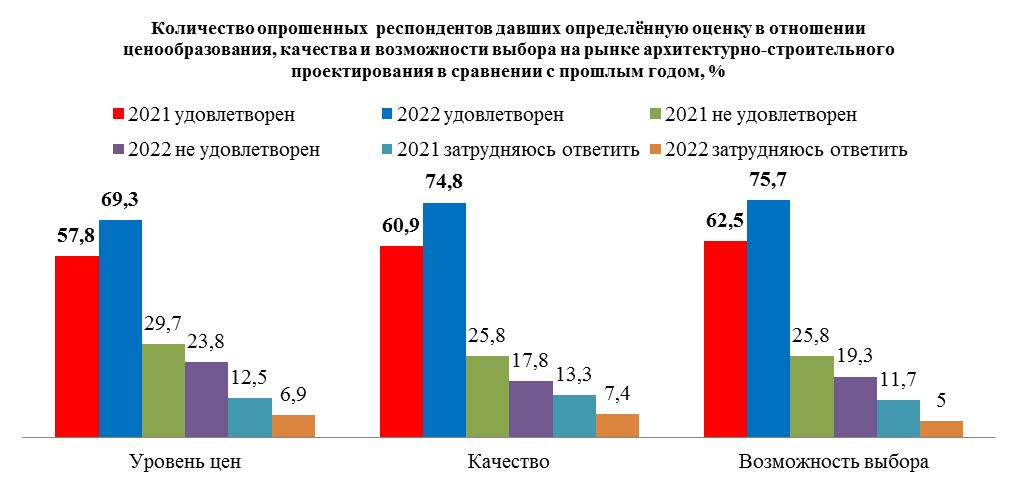 Количество опрошенных респондентов давших определённую оценку в отношении
ценообразования, качества и возможности выбора на рынке архитектурно-строительного
проектирования в сравнении с прошлым годом, %
2021 удовлетворен 2022 удовлетворен 2021 не удовлетворен
2022 не удовлетворен 2021 затрудняюсь ответить 2022 затрудняюсь ответить
57,8 69,3 29,7 23,8 12,5 6,9
60,9 74,8 25,8 17,8 13,3 7,4
62,5 75,7 25,8 19,3 11,7 5
Уровень цен Качество Возможность выбора